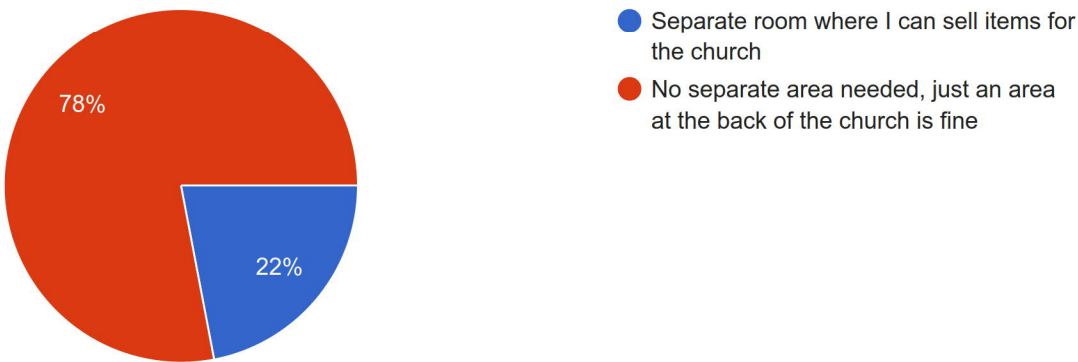 78%
22%
Separate room where I can sell items for
the church
No separate area needed, just an area
at the back of the church is fine